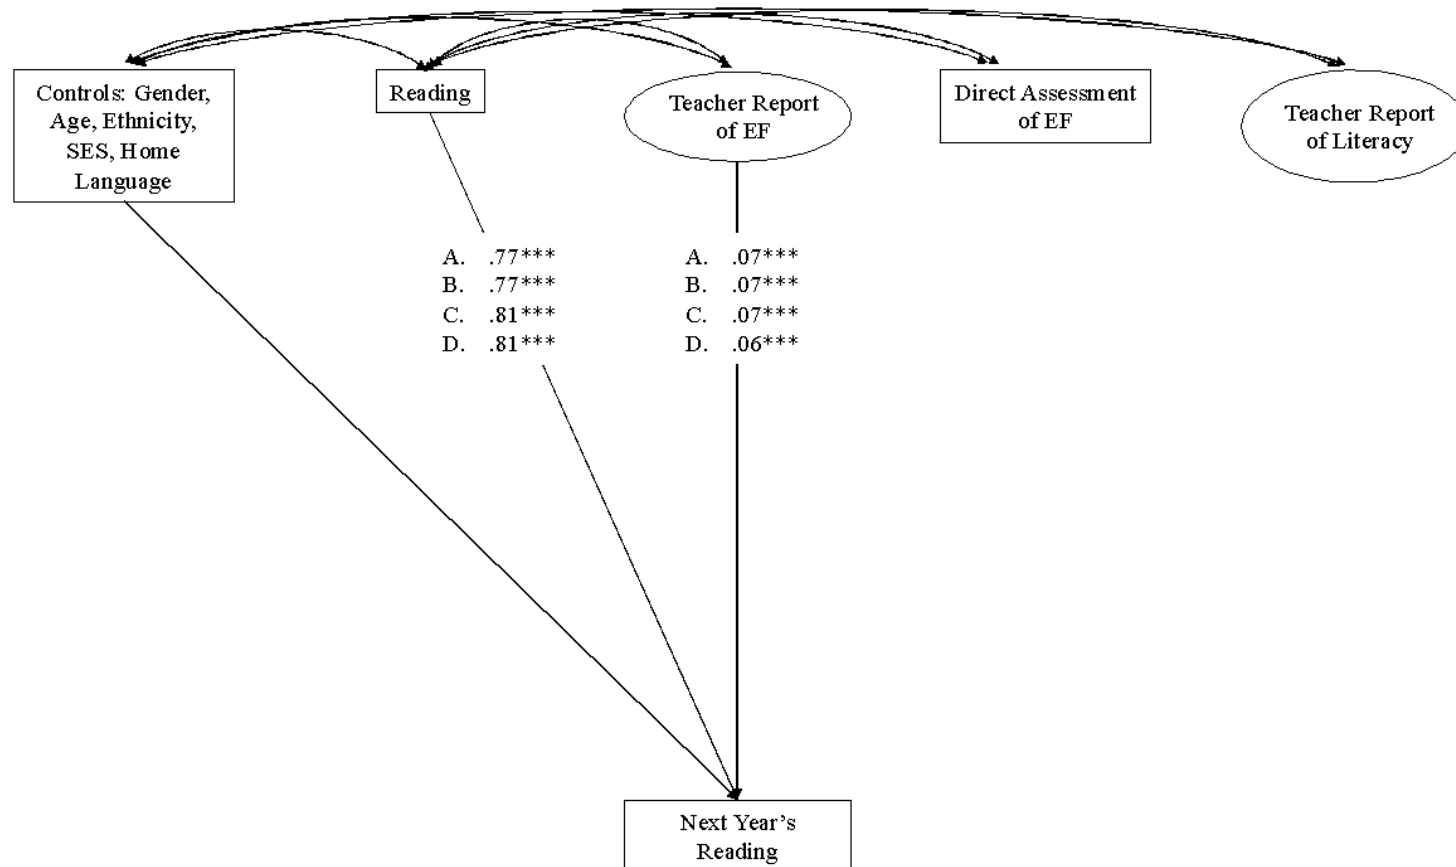 Controls: Gender,
Age, Ethnicity,
SES, Home
Language
Reading
Teacher Report
of EF
Direct Assessment
of EF
Teacher Report
of Literacy
A. .77***
B. .77***
C. .81***
D. .81***
A. .07***
B. .07***
C. .07***
D. .06***
Next Year’s
Reading